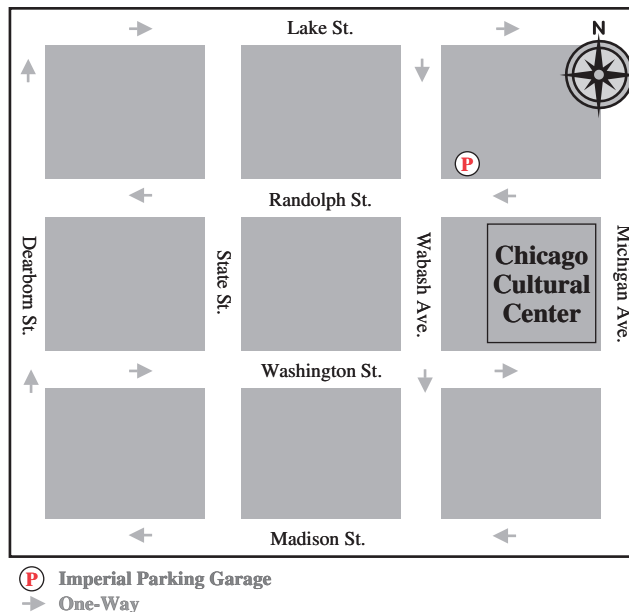 Lake St.
N
P
Randolph St.
Dearborn St.
State St.
Wabash Ave.
Chicago
Cultural
Center
Michigan Ave.
Washington St.
Madison St.
P Imperial Parking Garage
One-Way